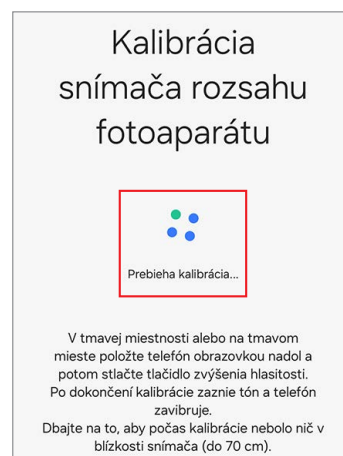 Kalibrácia
snímača rozsahu
fotoaparátu
Prebieha kalibrácia...
V tmavej miestnosti alebo na tmavom
mieste položte telefón obrazovkou nadol a
potom stlačte tlačidlo zvýšenia hlasitosti.
Po dokončení kalibrácie zaznie tón a telefón
zavibruje.
Dbajte na to, aby počas kalibrácie nebolo nič v
blízkosti snímača (do 70 cm).